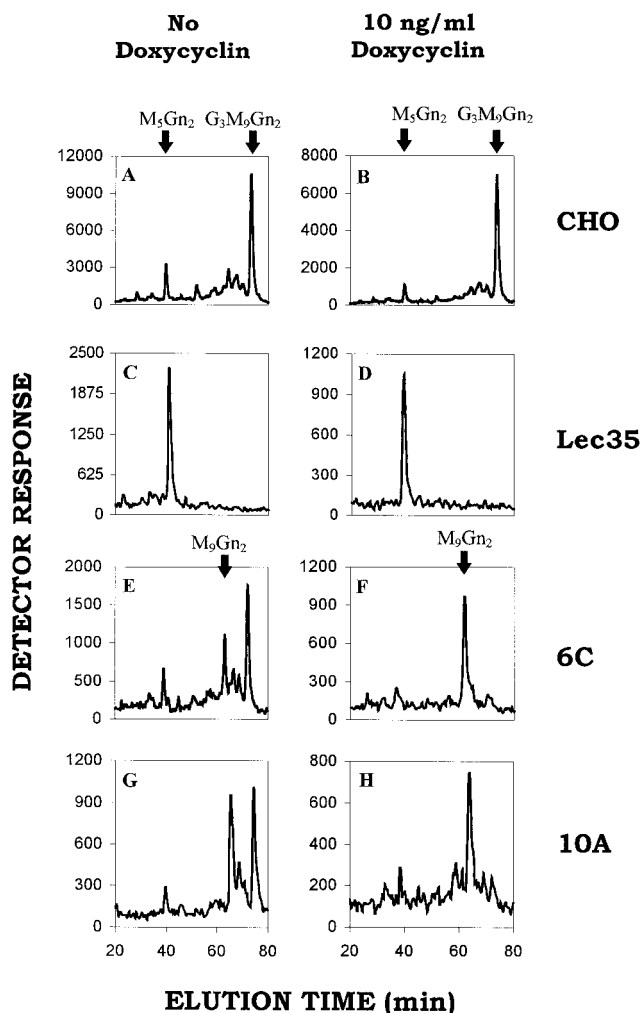 No Doxycyclin
10 ng/ml Doxycyclin
M₅Gn₂ G₃M₉Gn₂
M₅Gn₂ G₃M₉Gn₂
A
12000
9000
6000
3000
0
B
8000
6000
4000
2000
0
CHO
C
2500
1875
1250
625
0
D
1200
900
600
300
0
Lec35
M₉Gn₂
M₉Gn₂
E
2000
1500
1000
500
0
F
1200
900
600
300
0
6C
G
1200
900
600
300
0
20 40 60 80
H
800
600
400
200
0
20 40 60 80
10A
DETECTOR RESPONSE
ELUTION TIME (min)